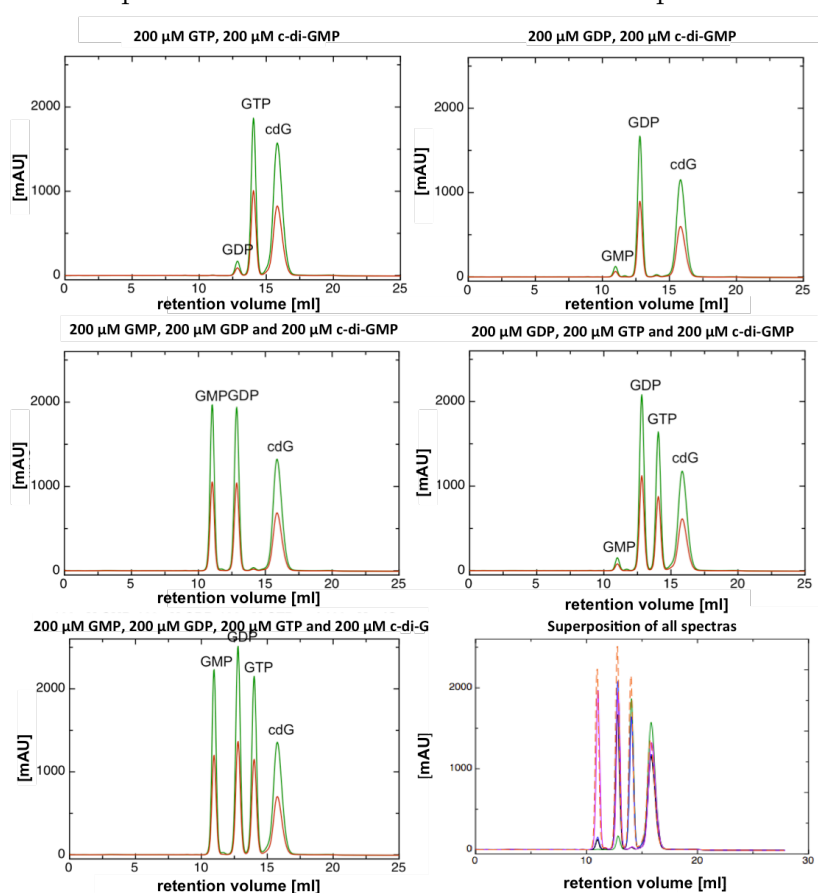 200 µM GTP, 200 µM c-di-GMP
2000
1000
0
[mAU]
GDP
GTP
cdG
0 5 10 15 20 25
retention volume [ml]
200 µM GDP, 200 µM c-di-GMP
2000
1000
0
[mAU]
GMP
GDP
cdG
0 5 10 15 20 25
retention volume [ml]
200 µM GMP, 200 µM GDP and 200 µM c-di-GMP
2000
1000
0
[mAU]
GMP GDP
cdG
0 5 10 15 20 25
retention volume [ml]
200 µM GDP, 200 µM GTP and 200 µM c-di-GMP
2000
1000
0
[mAU]
GMP
GDP
GTP
cdG
0 5 10 15 20 25
retention volume [ml]
200 µM GMP, 200 µM GDP, 200 µM GTP and 200 µM c-di-G
2000
1000
0
[mAU]
GMP
GDP
GTP
cdG
0 5 10 15 20 25
retention volume [ml]
Superposition of all spectras
2000
1000
0
[mAU]
0 10 20 30
retention volume [ml]